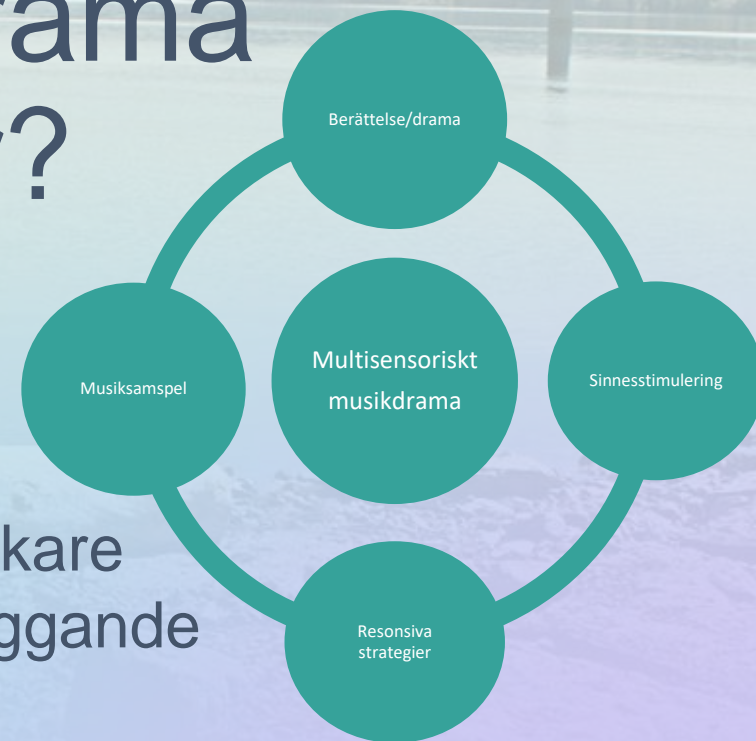 rama
?
Berättelse/drama
Musiksamspel
Multisensoriskt
musikdrama
Sinnesstimulering
kare
ggande
Resonsiva
strategier